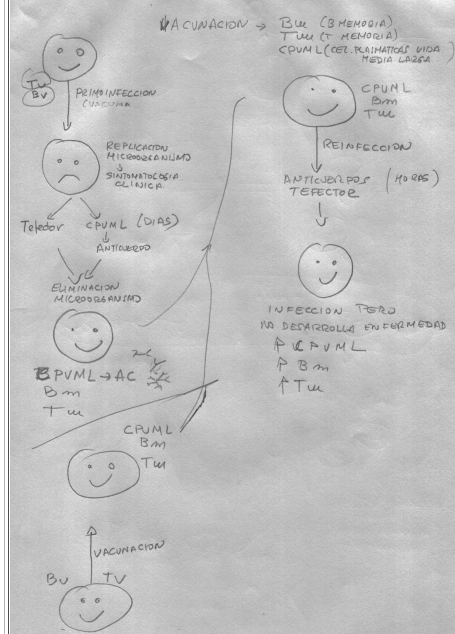 VACUNACION → Bm (B MEMORIA)
Tm (T MEMORIA)
CPVML (CEL. PLASMATICAS VIDA
MEDIA LARGA)
Bv
PRIMOINFECCION
REPLICACION
MICROORGANISMO
SINTOMATOLOGIA
CLINICA
Tefector
CPVML (DIAS)
ANTICUERPO
ELIMINACION
MICROORGANISMO
CPVML → AC
Bm
Tm
CPVML
Bm
Tm
VACUNACION
Bv TV
CPVML
Bm
Tm
REINFECCION
ANTICUERPOS (HORAS)
TEFECTOR
INFECCION PERO
NO DESARROLLA ENFERMEDAD
↑ CPVML
↑ Bm
↑ Tm